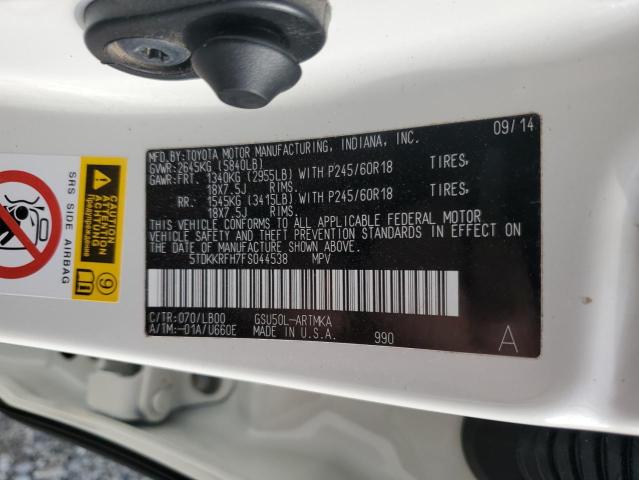 09/14
MFD.BY:TOYOTA MOTOR MANUFACTURING, INDIANA, INC.
GVWR:2645KG (5840LB)
GAWR:FRT. 1340KG (2955LB) WITH P245/60R18 TIRES,
18X7.5J RIMS.
RR: 1545KG (3415LB) WITH P245/60R18 TIRES,
18X7.5J RIMS.
THIS VEHICLE CONFORMS TO ALL APPLICABLE FEDERAL MOTOR
VEHICLE SAFETY AND THEFT PREVENTION STANDARDS IN EFFECT ON
THE DATE OF MANUFACTURE SHOWN ABOVE.
5TDKKRFH7FS044538 MPV
C/TR:070/LB00 GSU50L-ARTMKA
A/TM:-01A/U660E MADE IN U.S.A. 990
A
SRS SIDE AIRBAG
9